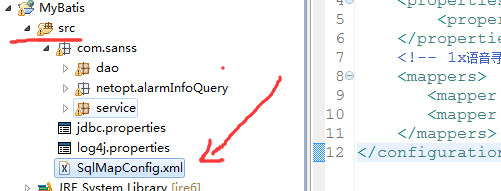 MyBatis
src
com.sanss
dao
netopt.alarmInfoQuery
service
jdbc.properties
log4j.properties
SqlMapConfig.xml
JRE System Library [jre6]
4 <properties
5 <proper
6 </properties>
7 <!-- 1x语音寻
8 <mappers>
9 <mapper
10 <mapper
11 </mappers>
12 </configuration